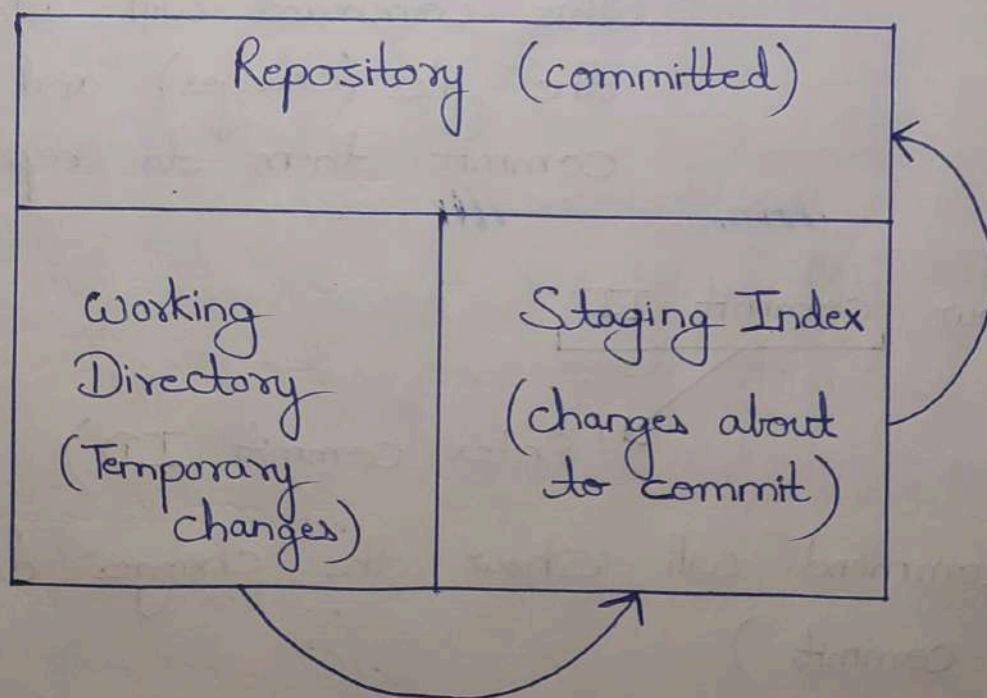 Repository (committed)
Working
Directory
(Temporary
changes)
Staging Index
(changes about
to commit)